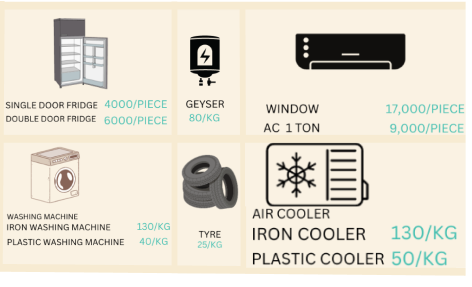 SINGLE DOOR FRIDGE 4000/PIECE
DOUBLE DOOR FRIDGE 6000/PIECE
GEYSER
80/KG
WINDOW 17,000/PIECE
AC 1 TON 9,000/PIECE
WASHING MACHINE
IRON WASHING MACHINE 130/KG
PLASTIC WASHING MACHINE 40/KG
TYRE
25/KG
AIR COOLER
IRON COOLER 130/KG
PLASTIC COOLER 50/KG